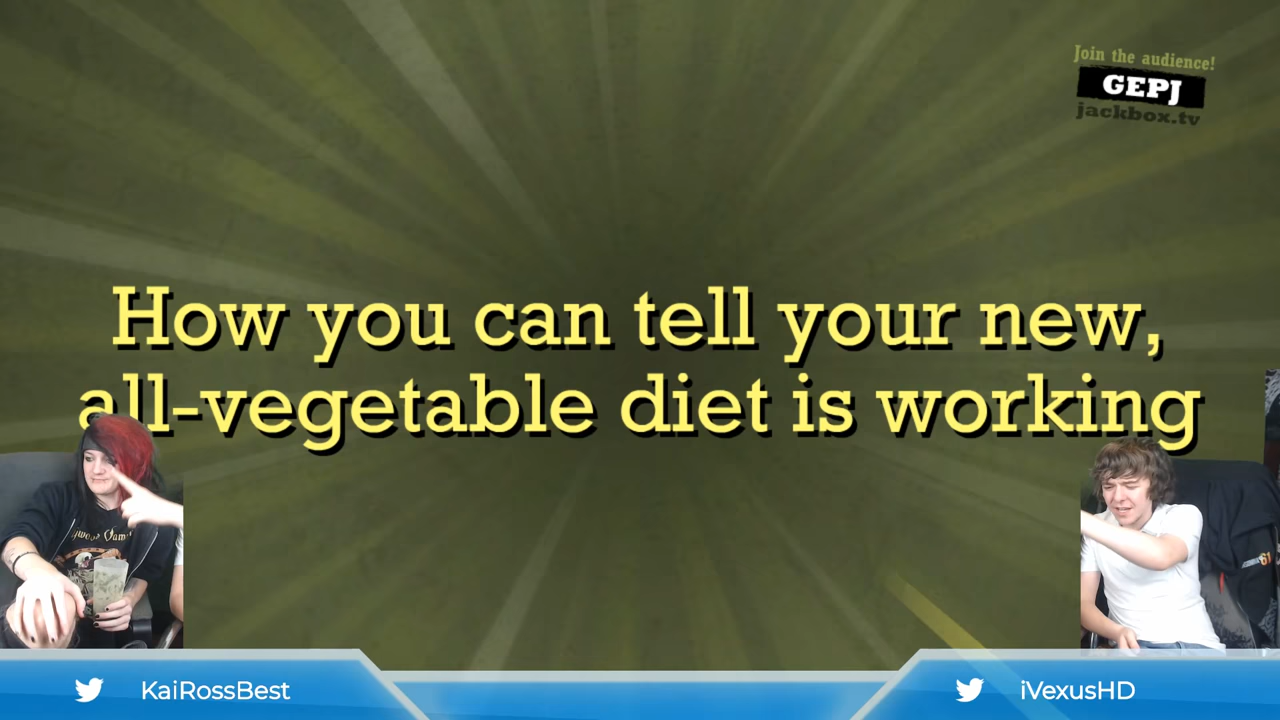 Join the audience!
GEPJ
jackbox.tv
How you can tell your new,
all-vegetable diet is working
61
KaiRossBest
iVexusHD